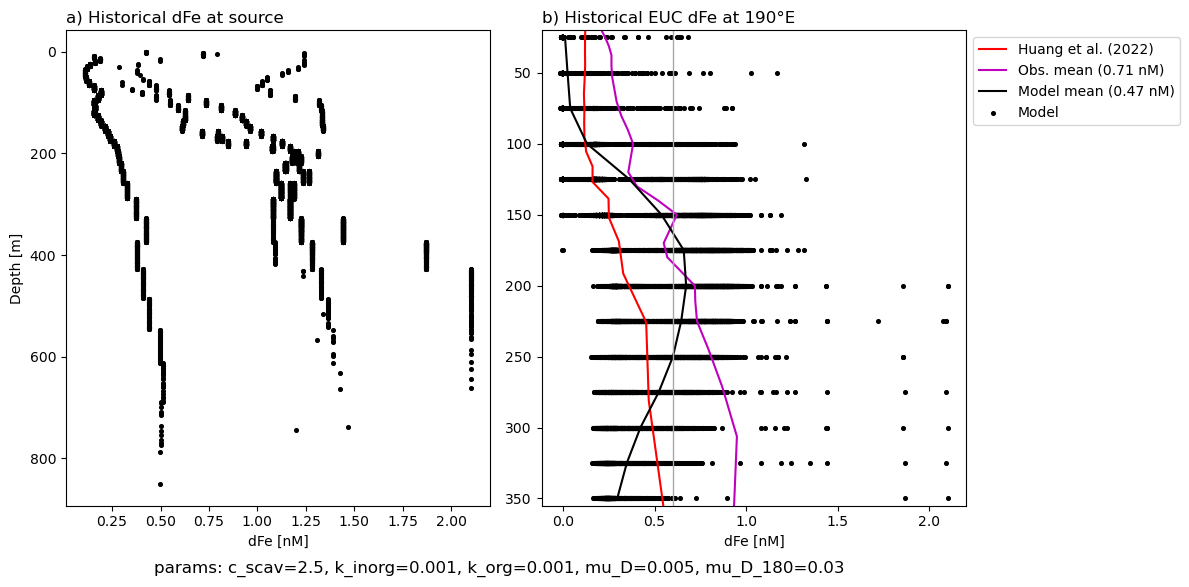 a) Historical dFe at source
b) Historical EUC dFe at 190°E
0
200
400
600
800
Depth [m]
0.25
0.50
0.75
1.00
1.25
1.50
1.75
2.00
dFe [nM]
50
100
150
200
250
300
350
0.0
0.5
1.0
1.5
2.0
dFe [nM]
Huang et al. (2022)
Obs. mean (0.71 nM)
Model mean (0.47 nM)
Model
params: c_scav=2.5, k_inorg=0.001, k_org=0.001, mu_D=0.005, mu_D_180=0.03